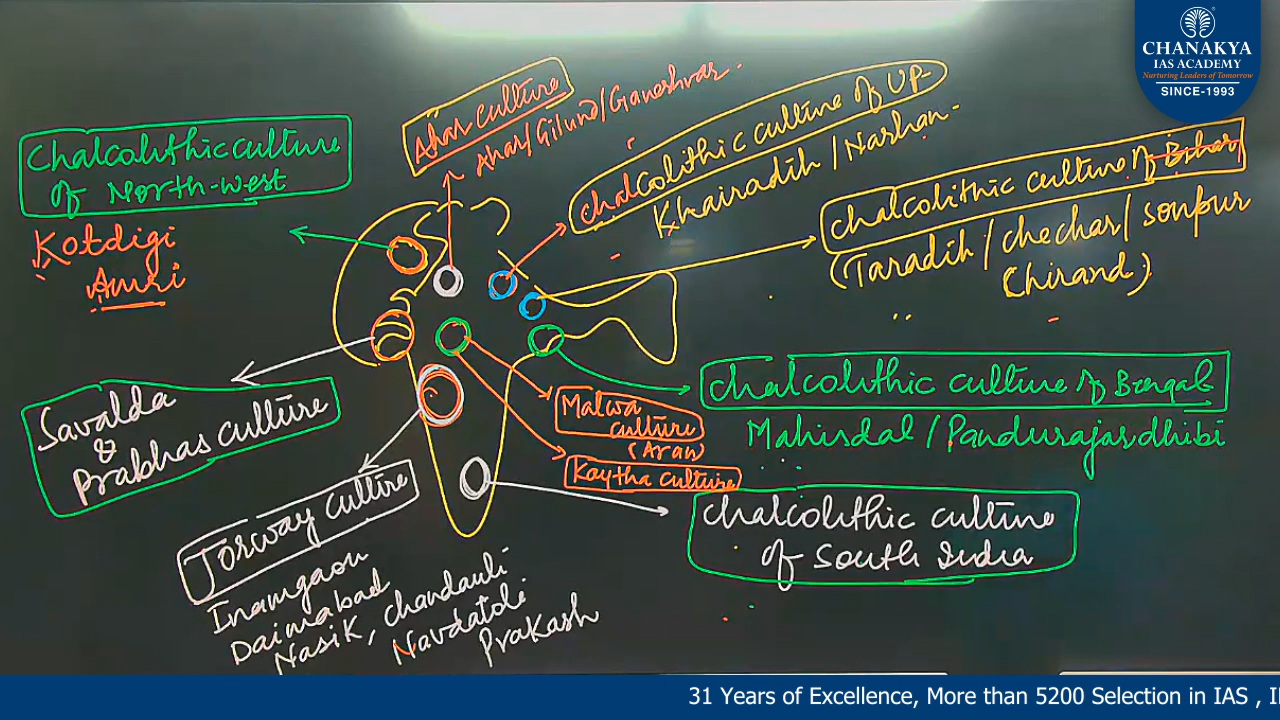 CHANAKYA
IAS ACADEMY
Nurturing Leaders of Tomorrow
SINCE-1993
Ahar culture
Ahar/Gilund/Ganeshvar.
Chalcolithic culture
of North-west
Kotdigi
Amri
chalcolithic culture of UP
Khairadih / Narhan
chalcolithic culture of Bihar
(Taradih / chechar / sonpur
Chirand)
Savalda
&
Prabhas culture
Malwa
culture
Kaytha culture
chalcolithic culture of Bengal
Mahisdal / Pandurajardhibi
Jorway culture
Inamgaon
Daimabad
Nasik, chandauli
Navdatoli
Prakash
chalcolithic culture
of South India
31 Years of Excellence, More than 5200 Selection in IAS , I